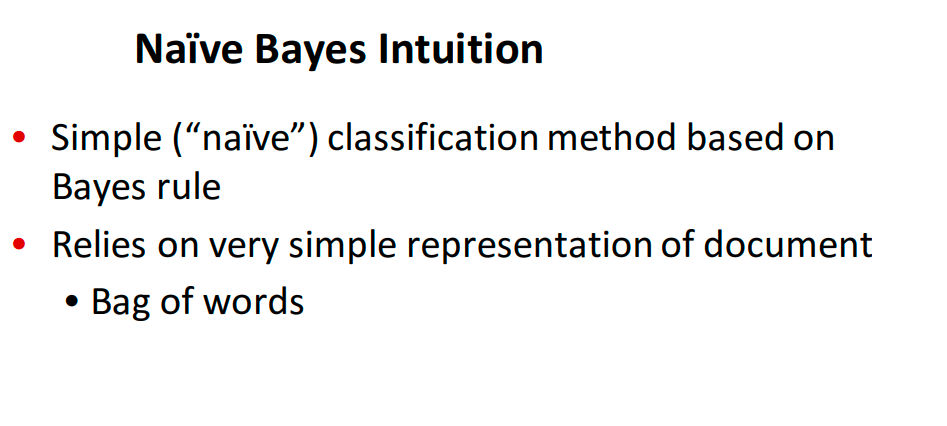 Naïve Bayes Intuition
• Simple (“naïve”) classification method based on
Bayes rule
• Relies on very simple representation of document
• Bag of words